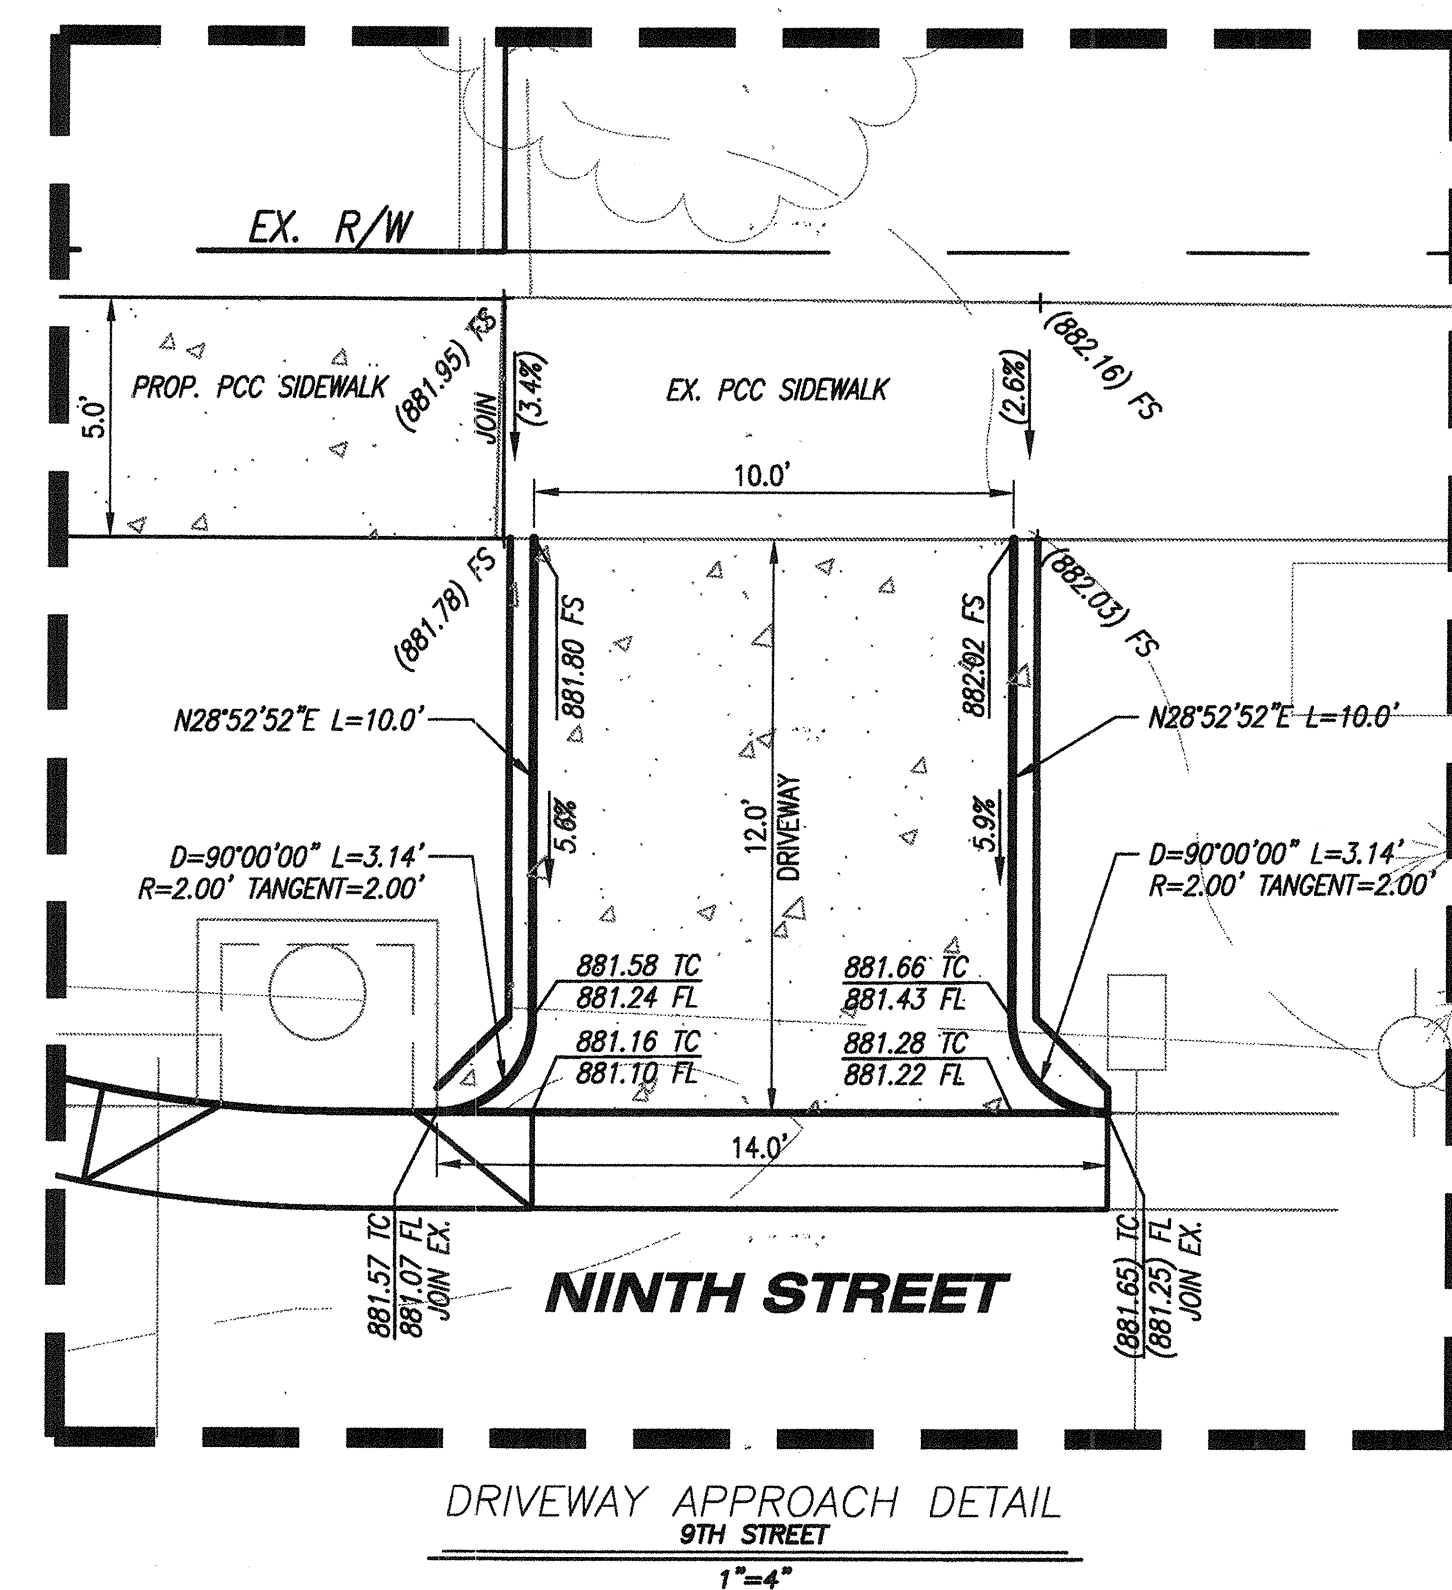 EX. R/W
(881.95) FS
JOIN
(3.4%)
(2.6%)
(882.16) FS
PROP. PCC SIDEWALK
EX. PCC SIDEWALK
5.0'
10.0'
(881.78) FS
881.80 FS
882.02 FS
(882.03) FS
N28°52'52"E L=10.0'
N28°52'52"E L=10.0'
5.6%
12.0'
DRIVEWAY
5.9%
D=90°00'00" L=3.14'
R=2.00' TANGENT=2.00'
D=90°00'00" L=3.14'
R=2.00' TANGENT=2.00'
881.58 TC
881.24 FL
881.66 TC
881.43 FL
881.16 TC
881.10 FL
881.28 TC
881.22 FL
14.0'
881.57 TC
881.07 FL
JOIN EX.
(881.65) TC
(881.25) FL
JOIN EX.
NINTH STREET
DRIVEWAY APPROACH DETAIL
9TH STREET
1"=4"